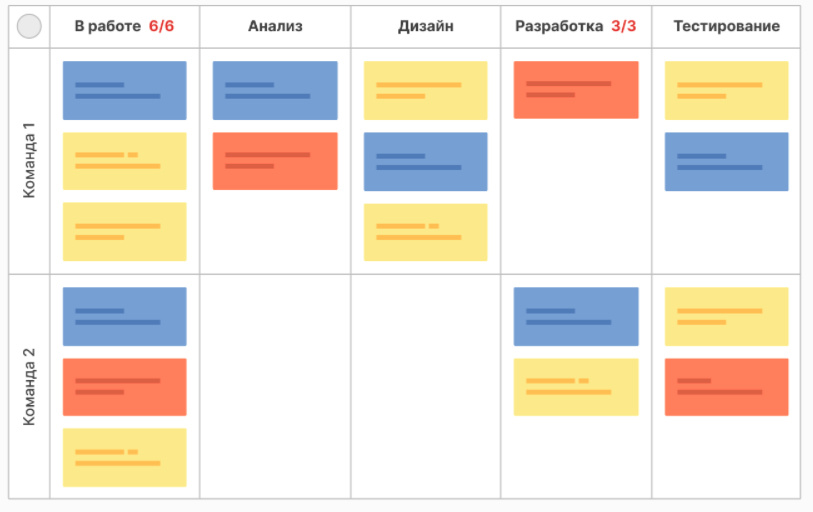 В работе 6/6
Анализ
Дизайн
Разработка 3/3
Тестирование
Команда 1
Команда 2